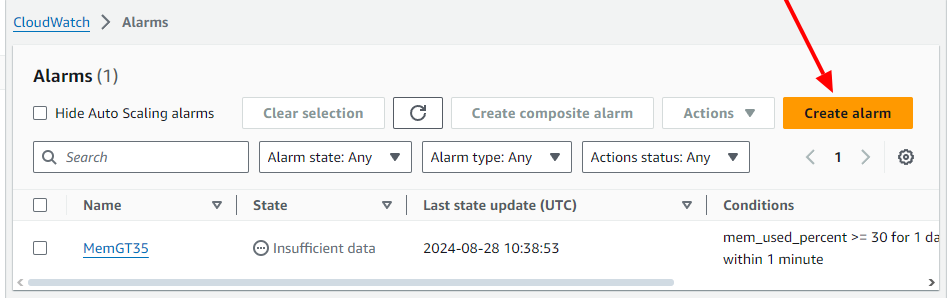 CloudWatch > Alarms
Alarms (1)
Hide Auto Scaling alarms Clear selection Create composite alarm Actions Create alarm
Search Alarm state: Any Alarm type: Any Actions status: Any 1
Name State Last state update (UTC) Conditions
MemGT35 Insufficient data 2024-08-28 10:38:53 mem_used_percent >= 30 for 1 da
within 1 minute